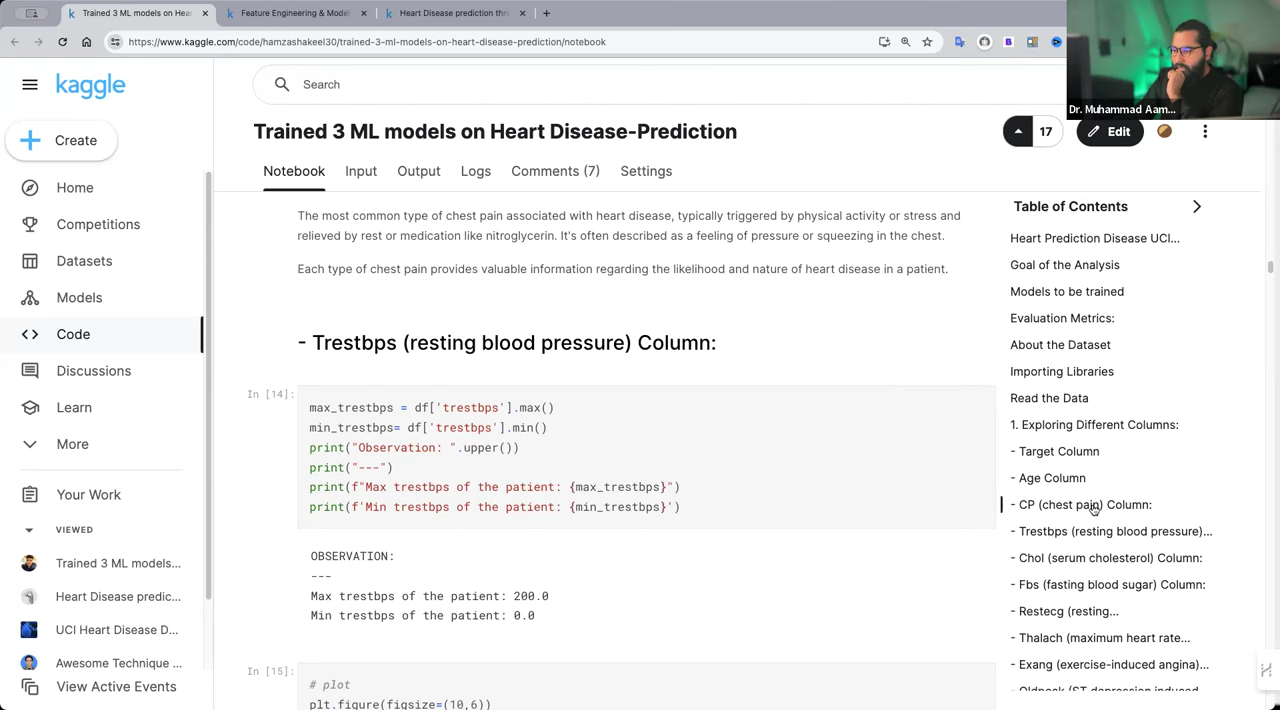 Trained 3 ML models on Hear
Feature Engineering & Model
Heart Disease prediction thr
https://www.kaggle.com/code/hamzashakeel30/trained-3-ml-models-on-heart-disease-prediction/notebook
Dr. Muhammad Aam...
kaggle
Search
Create
Home
Competitions
Datasets
Models
Code
Discussions
Learn
More
Your Work
VIEWED
Trained 3 ML models...
Heart Disease predic...
UCI Heart Disease D...
Awesome Technique ...
View Active Events
Trained 3 ML models on Heart Disease-Prediction
17
Edit
Notebook
Input
Output
Logs
Comments (7)
Settings
The most common type of chest pain associated with heart disease, typically triggered by physical activity or stress and
relieved by rest or medication like nitroglycerin. It's often described as a feeling of pressure or squeezing in the chest.
Each type of chest pain provides valuable information regarding the likelihood and nature of heart disease in a patient.
- Trestbps (resting blood pressure) Column:
In [14]:
max_trestbps = df['trestbps'].max()
min_trestbps= df['trestbps'].min()
print("Observation: ".upper())
print("---")
print(f"Max trestbps of the patient: {max_trestbps}")
print(f'Min trestbps of the patient: {min_trestbps}')
OBSERVATION:
---
Max trestbps of the patient: 200.0
Min trestbps of the patient: 0.0
In [15]:
# plot
plt.figure(figsize=(10,6))
Table of Contents
Heart Prediction Disease UCI...
Goal of the Analysis
Models to be trained
Evaluation Metrics:
About the Dataset
Importing Libraries
Read the Data
1. Exploring Different Columns:
- Target Column
- Age Column
- CP (chest pain) Column:
- Trestbps (resting blood pressure)...
- Chol (serum cholesterol) Column:
- Fbs (fasting blood sugar) Column:
- Restecg (resting...
- Thalach (maximum heart rate...
- Exang (exercise-induced angina)...
- Oldpeak (ST depression induced